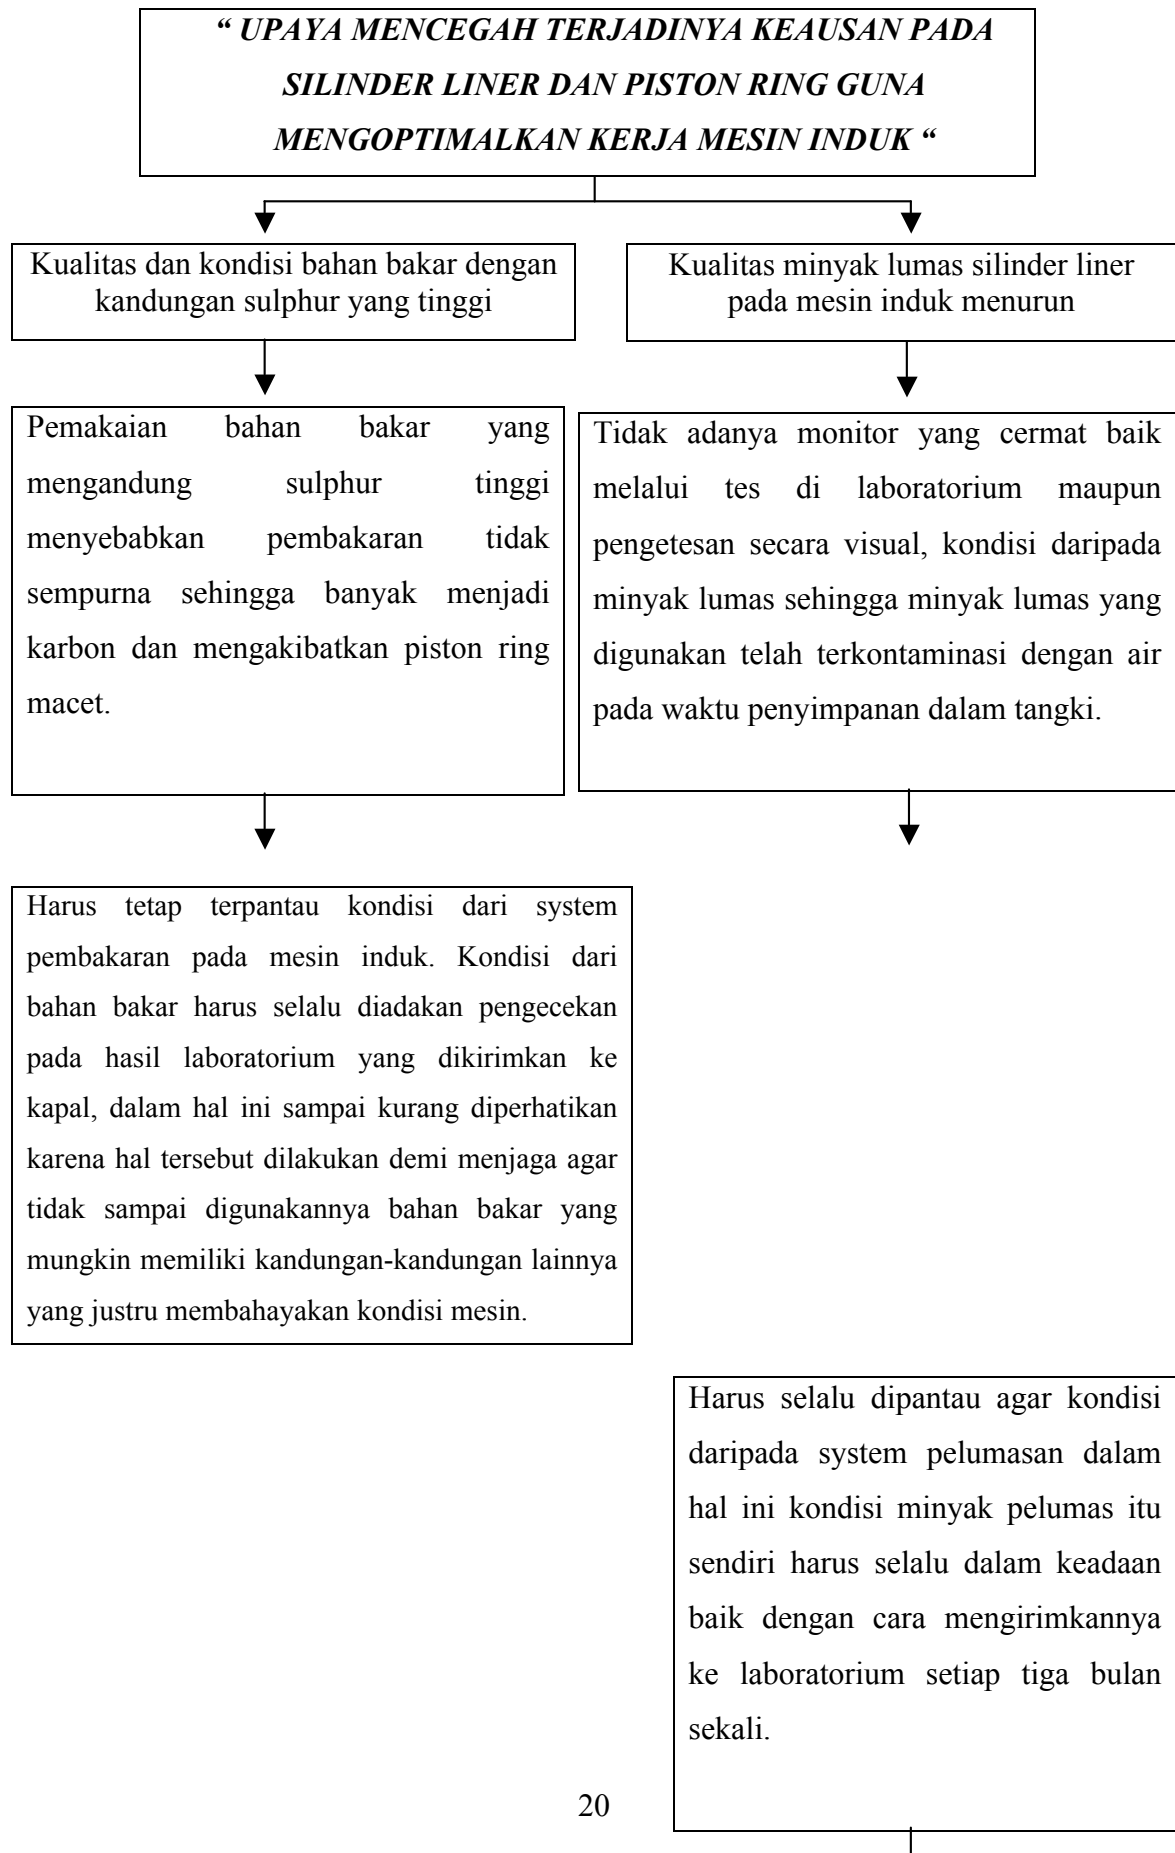 “ UPAYA MENCEGAH TERJADINYA KEAUSAN PADA
SILINDER LINER DAN PISTON RING GUNA
MENGOPTIMALKAN KERJA MESIN INDUK “
Kualitas dan kondisi bahan bakar dengan
kandungan sulphur yang tinggi
Kualitas minyak lumas silinder liner
pada mesin induk menurun
Pemakaian bahan bakar yang
mengandung sulphur tinggi
menyebabkan pembakaran tidak
sempurna sehingga banyak menjadi
karbon dan mengakibatkan piston ring
macet.
Tidak adanya monitor yang cermat baik
melalui tes di laboratorium maupun
pengetesan secara visual, kondisi daripada
minyak lumas sehingga minyak lumas yang
digunakan telah terkontaminasi dengan air
pada waktu penyimpanan dalam tangki.
Harus tetap terpantau kondisi dari system
pembakaran pada mesin induk. Kondisi dari
bahan bakar harus selalu diadakan pengecekan
pada hasil laboratorium yang dikirimkan ke
kapal, dalam hal ini sampai kurang diperhatikan
karena hal tersebut dilakukan demi menjaga agar
tidak sampai digunakannya bahan bakar yang
mungkin memiliki kandungan-kandungan lainnya
yang justru membahayakan kondisi mesin.
Harus selalu dipantau agar kondisi
daripada system pelumasan dalam
hal ini kondisi minyak pelumas itu
sendiri harus selalu dalam keadaan
baik dengan cara mengirimkannya
ke laboratorium setiap tiga bulan
sekali.
20